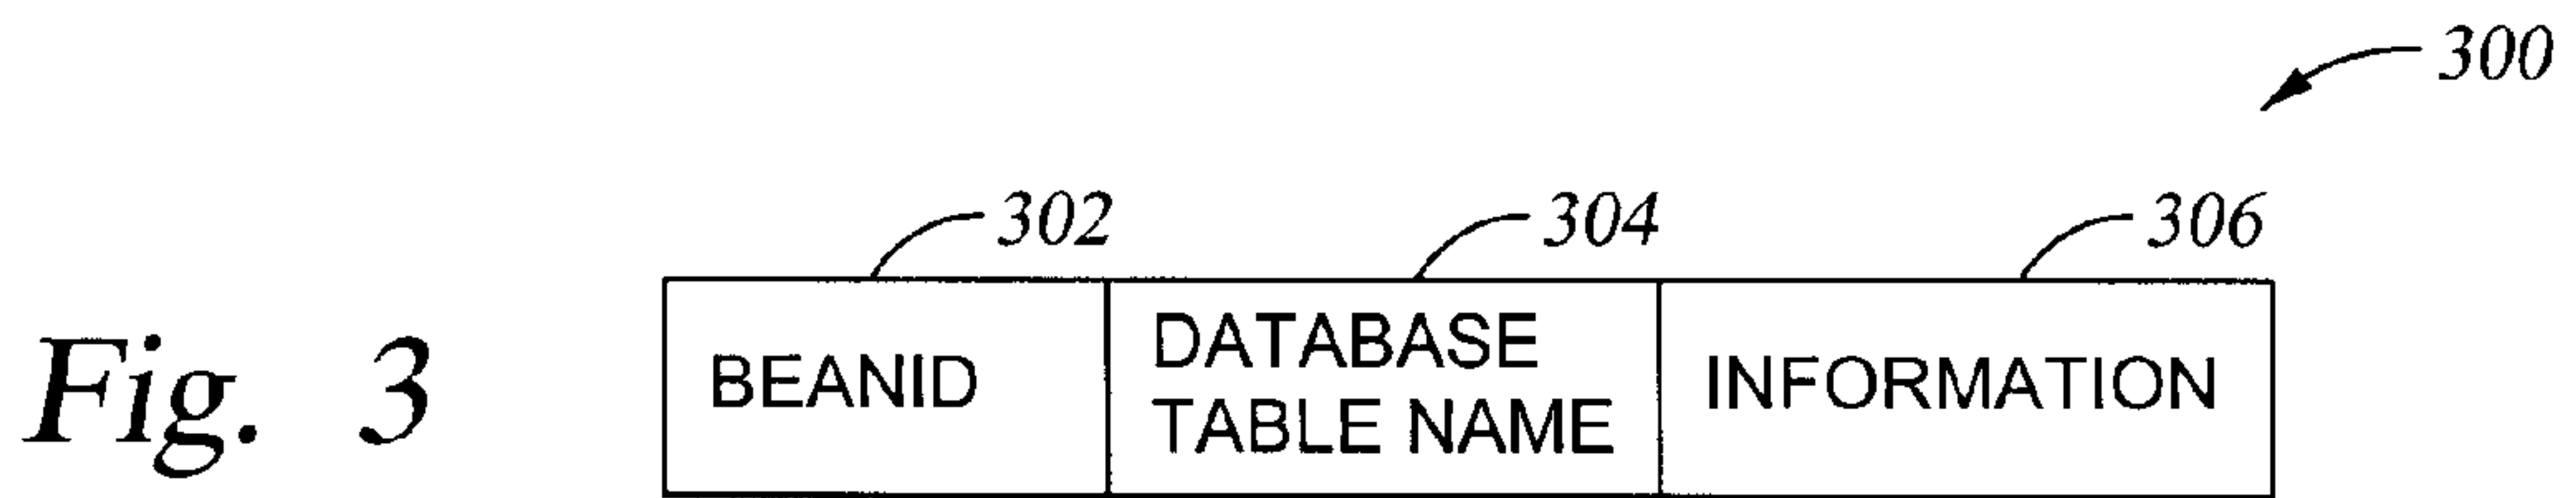 300
302
304
306
Fig. 3
BEANID
DATABASE
TABLE NAME
INFORMATION